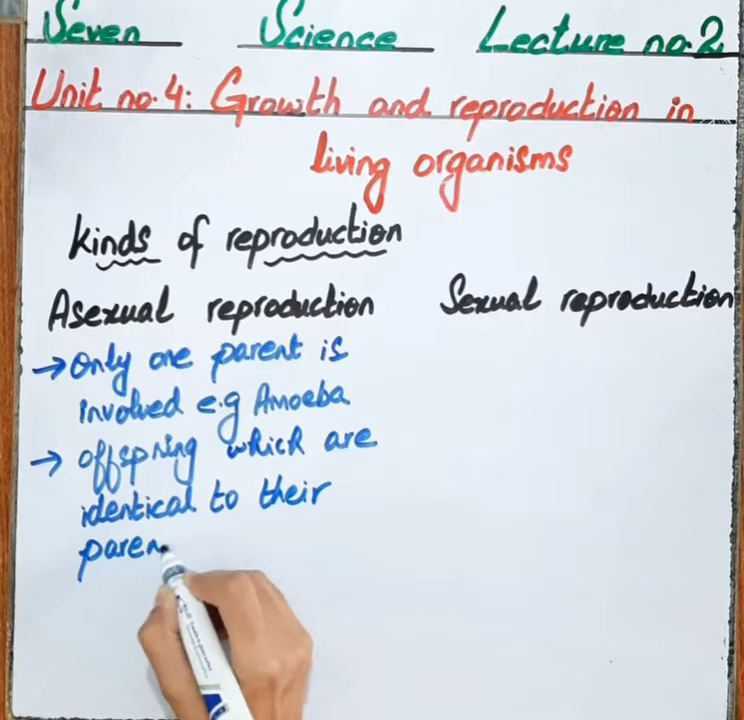 Seven Science Lecture no.2
Unit no.4: Growth and reproduction in
living organisms
kinds of reproduction
Asexual reproduction Sexual reproduction
→ Only one parent is
involved e.g Amoeba
→ offspring which are
identical to their
paren